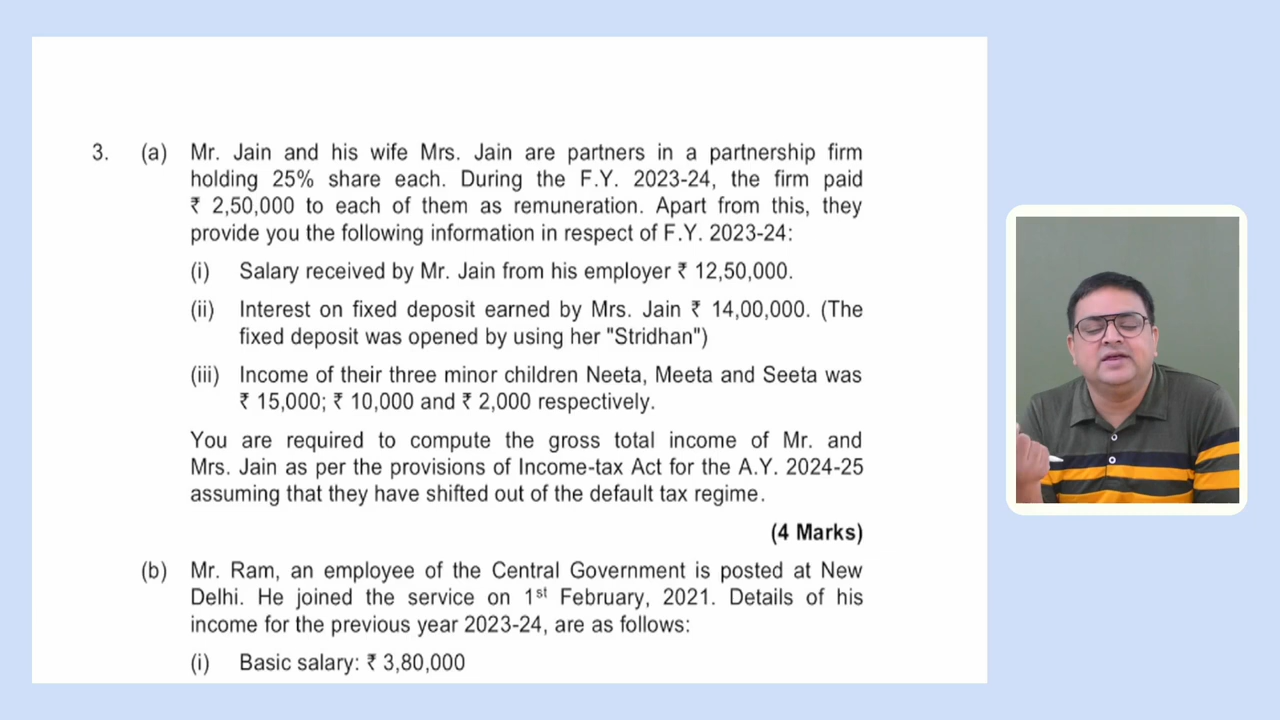 3. (a) Mr. Jain and his wife Mrs. Jain are partners in a partnership firm
holding 25% share each. During the F.Y. 2023-24, the firm paid
₹ 2,50,000 to each of them as remuneration. Apart from this, they
provide you the following information in respect of F.Y. 2023-24:
(i) Salary received by Mr. Jain from his employer ₹ 12,50,000.
(ii) Interest on fixed deposit earned by Mrs. Jain ₹ 14,00,000. (The
fixed deposit was opened by using her "Stridhan")
(iii) Income of their three minor children Neeta, Meeta and Seeta was
₹ 15,000; ₹ 10,000 and ₹ 2,000 respectively.
You are required to compute the gross total income of Mr. and
Mrs. Jain as per the provisions of Income-tax Act for the A.Y. 2024-25
assuming that they have shifted out of the default tax regime.
(4 Marks)
(b) Mr. Ram, an employee of the Central Government is posted at New
Delhi. He joined the service on 1st February, 2021. Details of his
income for the previous year 2023-24, are as follows:
(i) Basic salary: ₹ 3,80,000